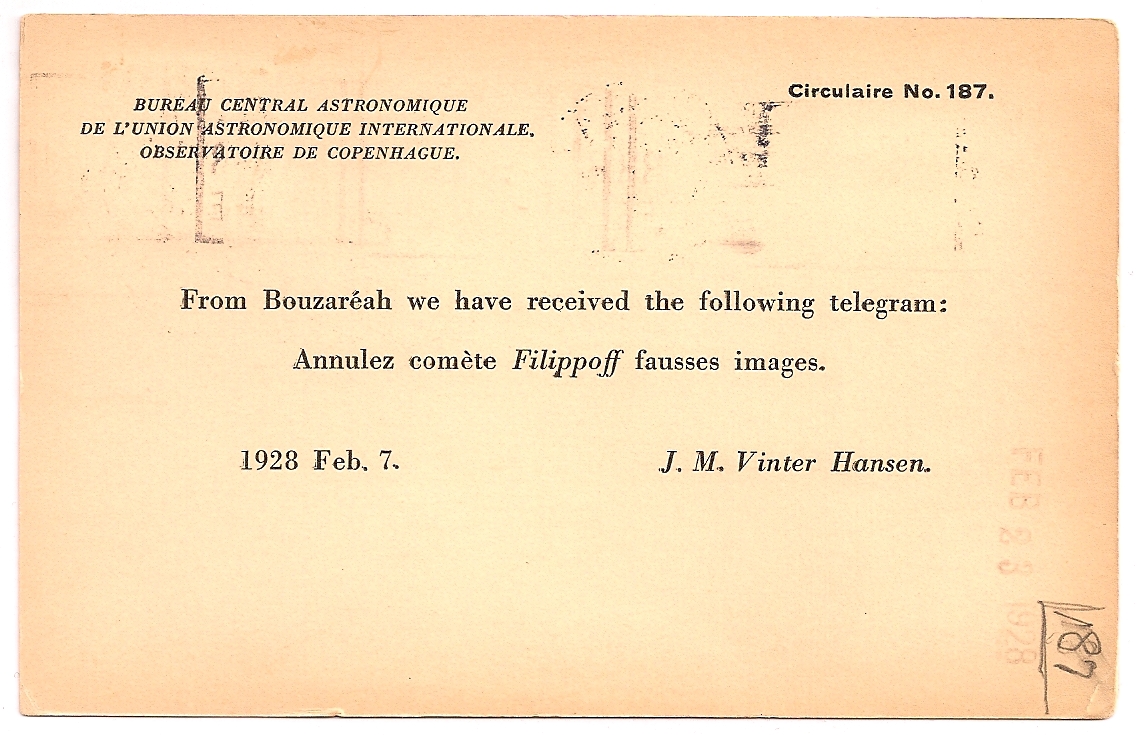 Circulaire No. 187.
BUREAU CENTRAL ASTRONOMIQUE
DE L'UNION ASTRONOMIQUE INTERNATIONALE.
OBSERVATOIRE DE COPENHAGUE.
From Bouzaréah we have received the following telegram:
Annulez comète Filippoff fausses images.
1928 Feb. 7. J. M. Vinter Hansen.
FEB 23 1928
187